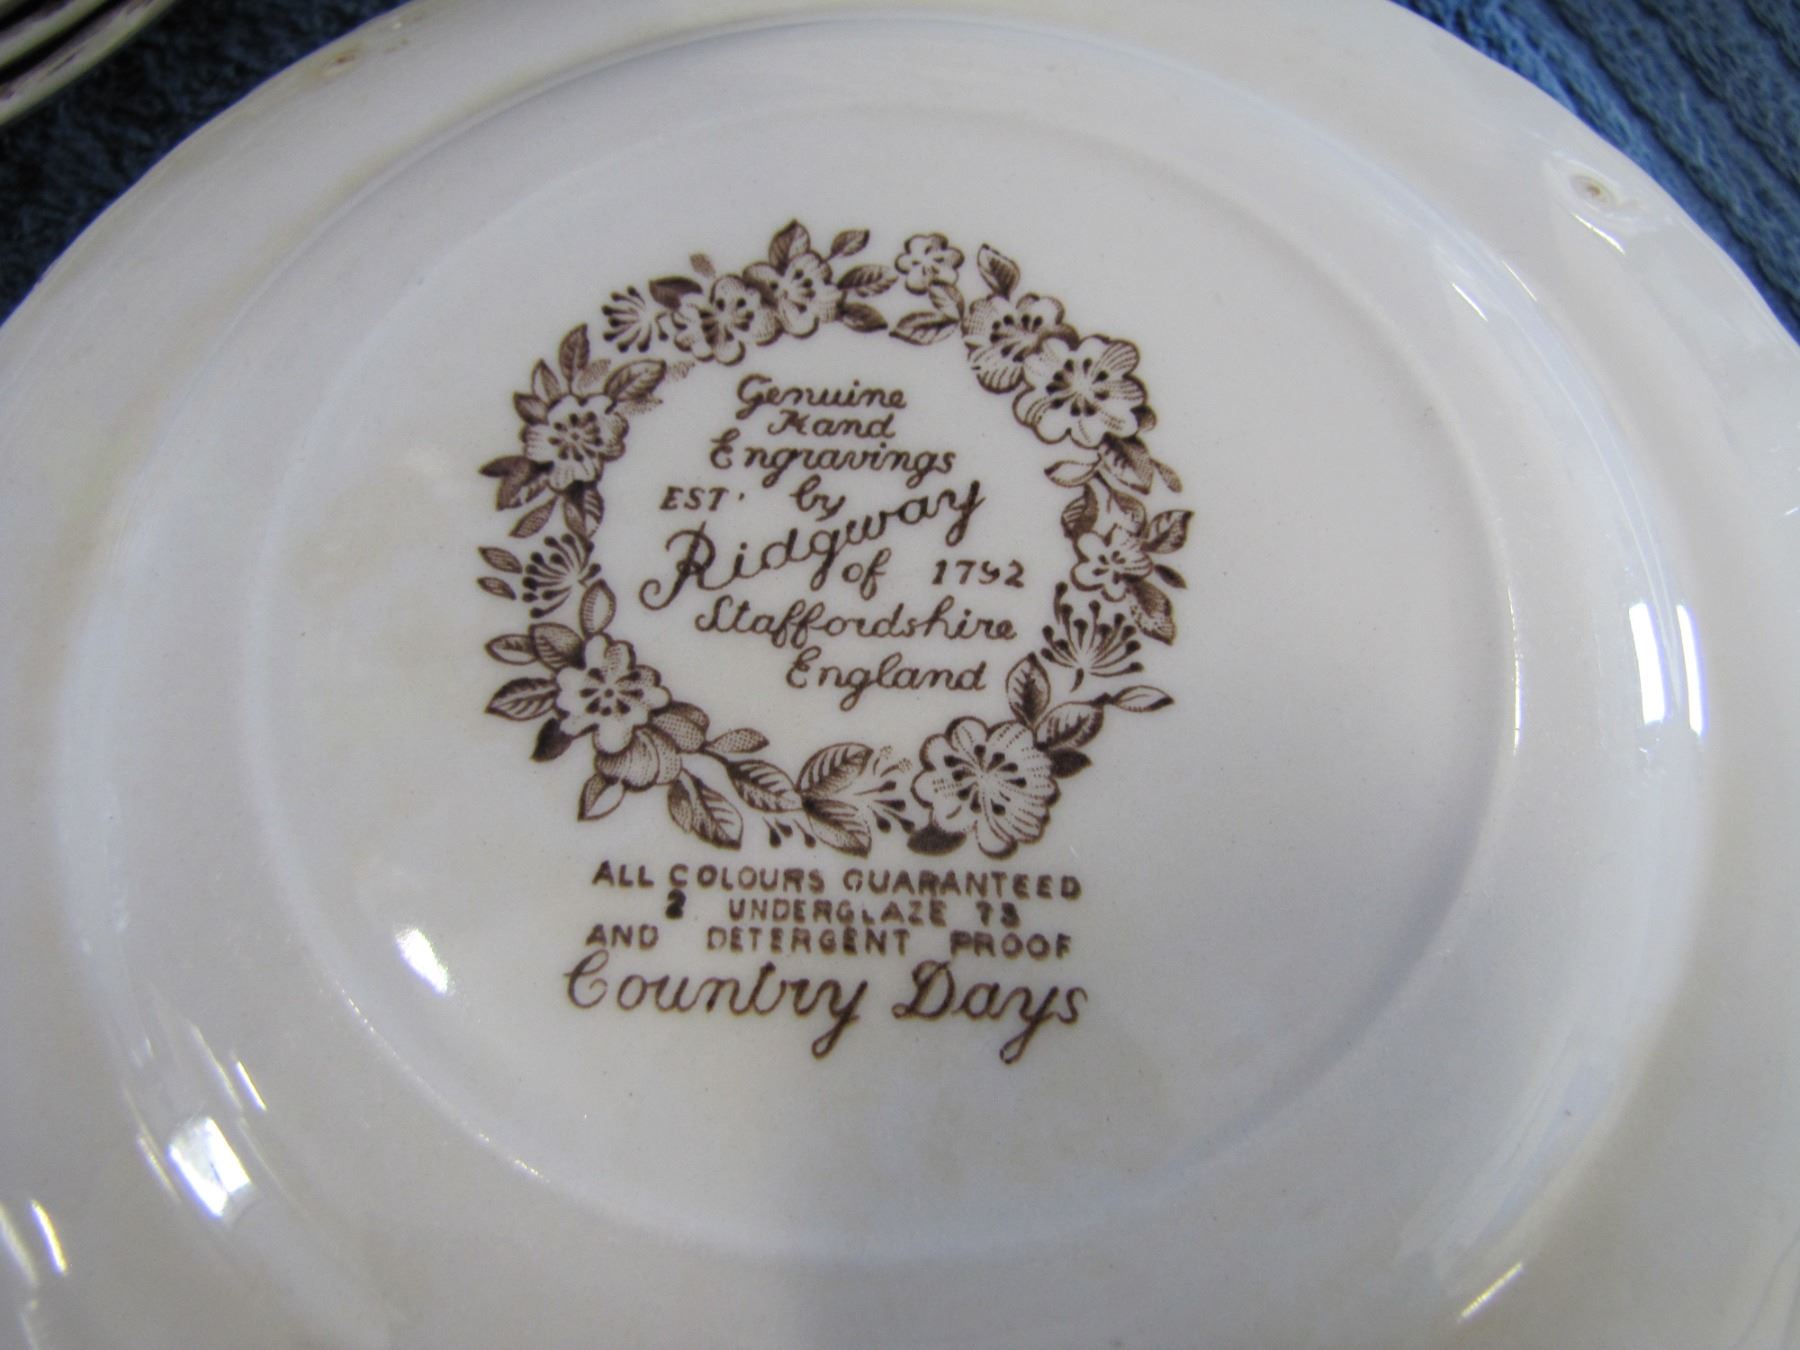 Genuine
Hand
Engravings
EST. by
Ridgway
of 1792
Staffordshire
England
ALL COLOURS GUARANTEED
2 UNDERGLAZE 73
AND DETERGENT PROOF
Country Days